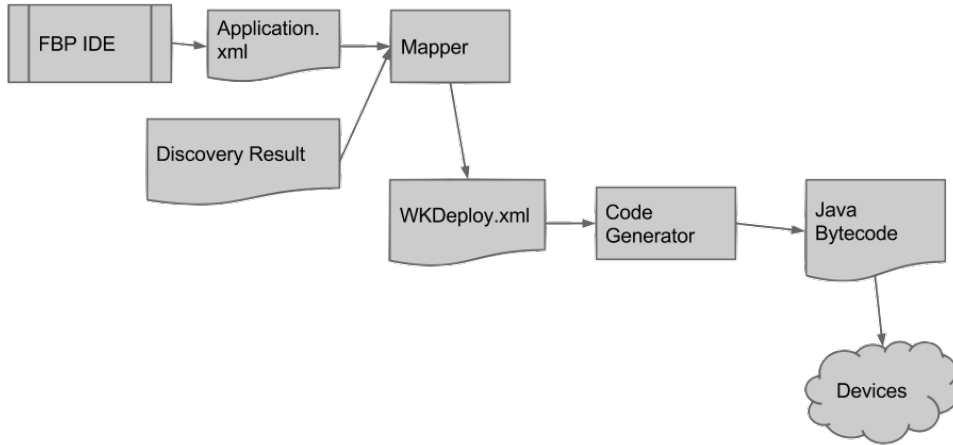 FBP IDE
Application.
xml
Mapper
Discovery Result
WKDeploy.xml
Code
Generator
Java
Bytecode
Devices